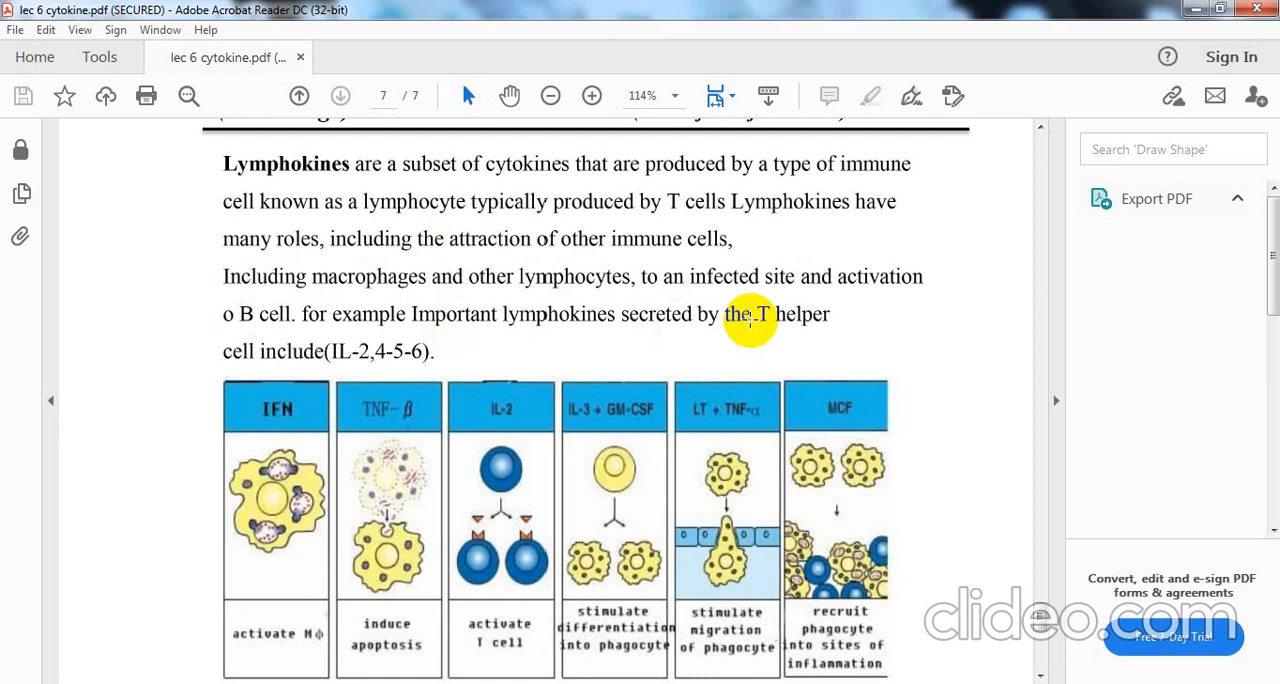 lec 6 cytokine.pdf (SECURED) - Adobe Acrobat Reader DC (32-bit)
File Edit View Sign Window Help
Home Tools lec 6 cytokine.pdf (... × Sign In
7 / 7 114%
Lymphokines are a subset of cytokines that are produced by a type of immune
cell known as a lymphocyte typically produced by T cells Lymphokines have
many roles, including the attraction of other immune cells,
Including macrophages and other lymphocytes, to an infected site and activation
o B cell. for example Important lymphokines secreted by the T helper
cell include(IL-2,4-5-6).
IFN TNF-β IL-2 IL-3 + GM-CSF LT + TNF-α MCF
activate Mϕ
induce
apoptosis
activate
T cell
stimulate
differentiation
into phagocyte
stimulate
migration
of phagocyte
recruit
phagocyte
into sites of
inflammation
Search 'Draw Shape'
Export PDF
Convert, edit and e-sign PDF
forms & agreements
Free 7-Day Trial
clideo.com